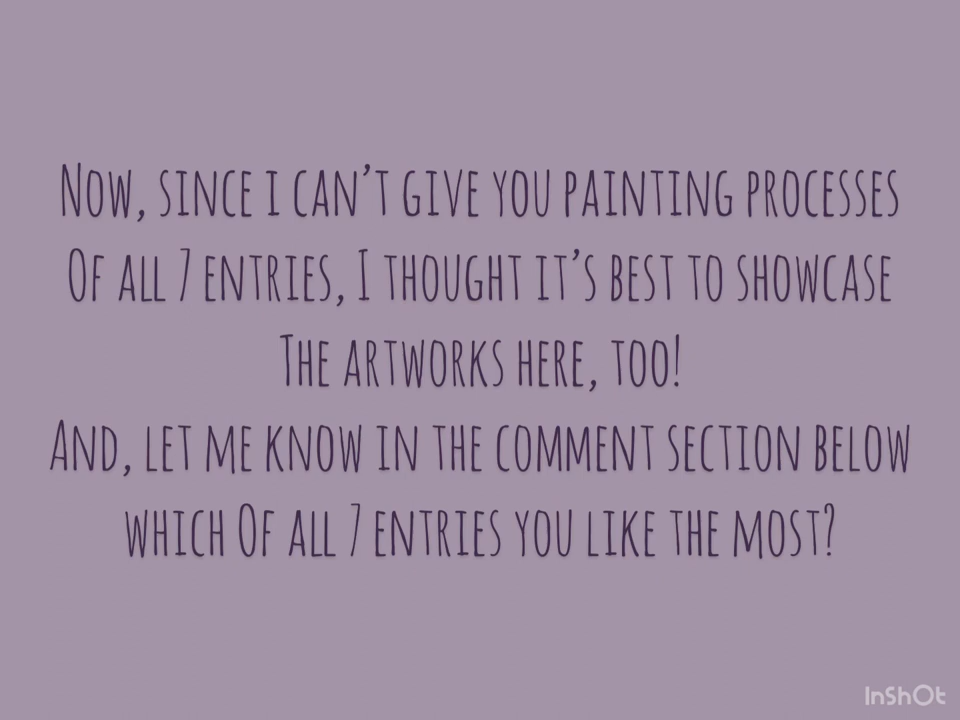 Now, since i can't give you painting processes
Of all 7 entries, I thought it's best to showcase
The artworks here, too!
And, let me know in the comment section below
which Of all 7 entries you like the most?
InShOt